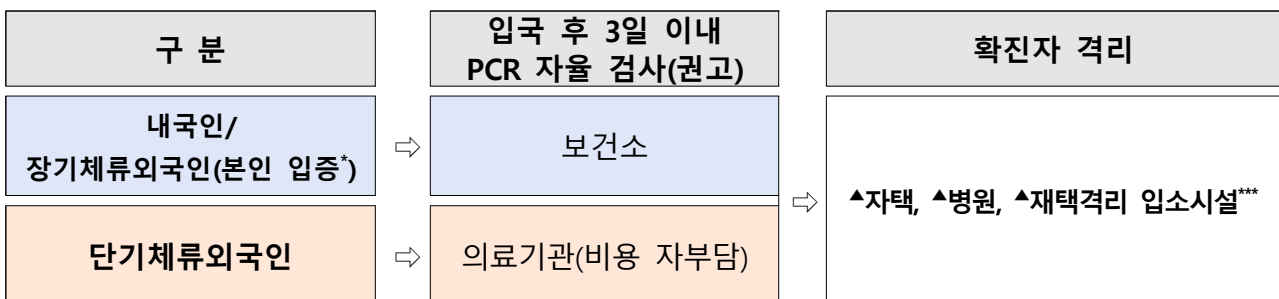 구 분
입국 후 3일 이내
PCR 자율 검사(권고)
확진자 격리
내국인/
장기체류외국인(본인 입증*)
⇨
보건소
⇨
▲자택, ▲병원, ▲재택격리 입소시설***
단기체류외국인
⇨
의료기관(비용 자부담)